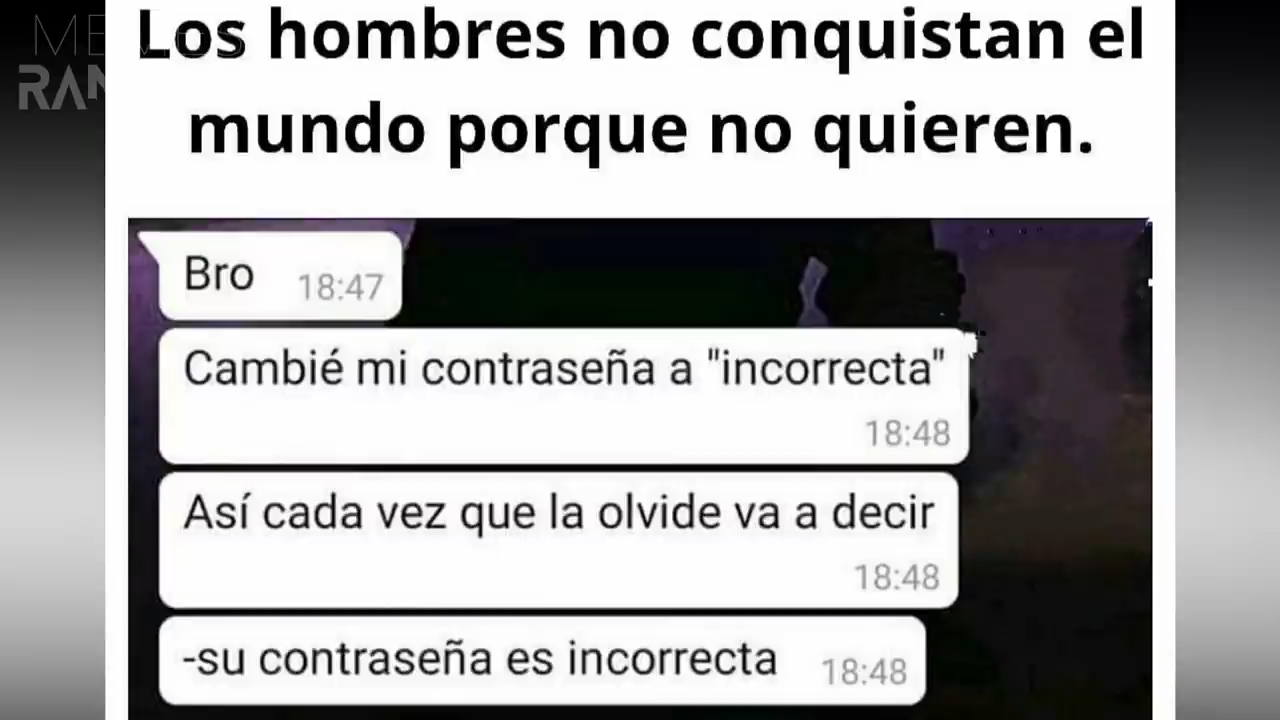 Los hombres no conquistan el
mundo porque no quieren.
Bro 18:47
Cambié mi contraseña a "incorrecta"
18:48
Así cada vez que la olvide va a decir
18:48
-su contraseña es incorrecta 18:48